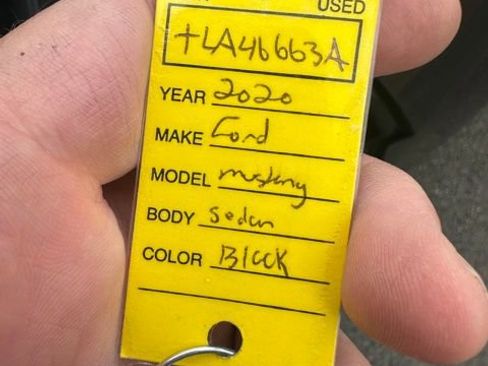 USED
+LA46663A
YEAR 2020
MAKE Ford
MODEL mustang
BODY Sedan
COLOR Black